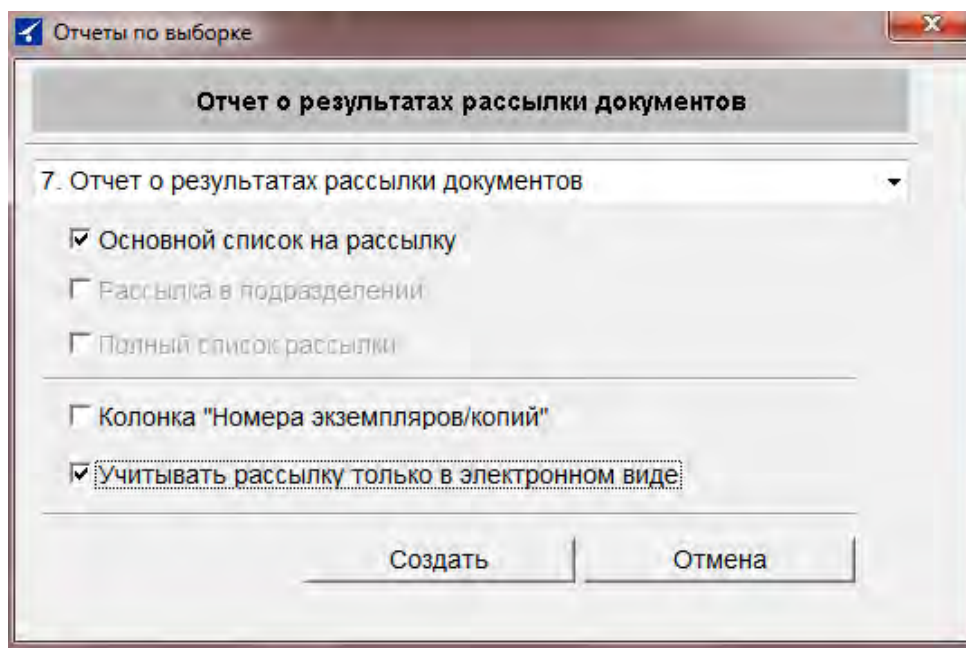 Отчеты по выборке
Отчет о результатах рассылки документов
7. Отчет о результатах рассылки документов
Основной список на рассылку
Рассылка в подразделении
Полный список рассылки
Колонка "Номера экземпляров/копий"
Учитывать рассылку только в электронном виде
Создать Отмена